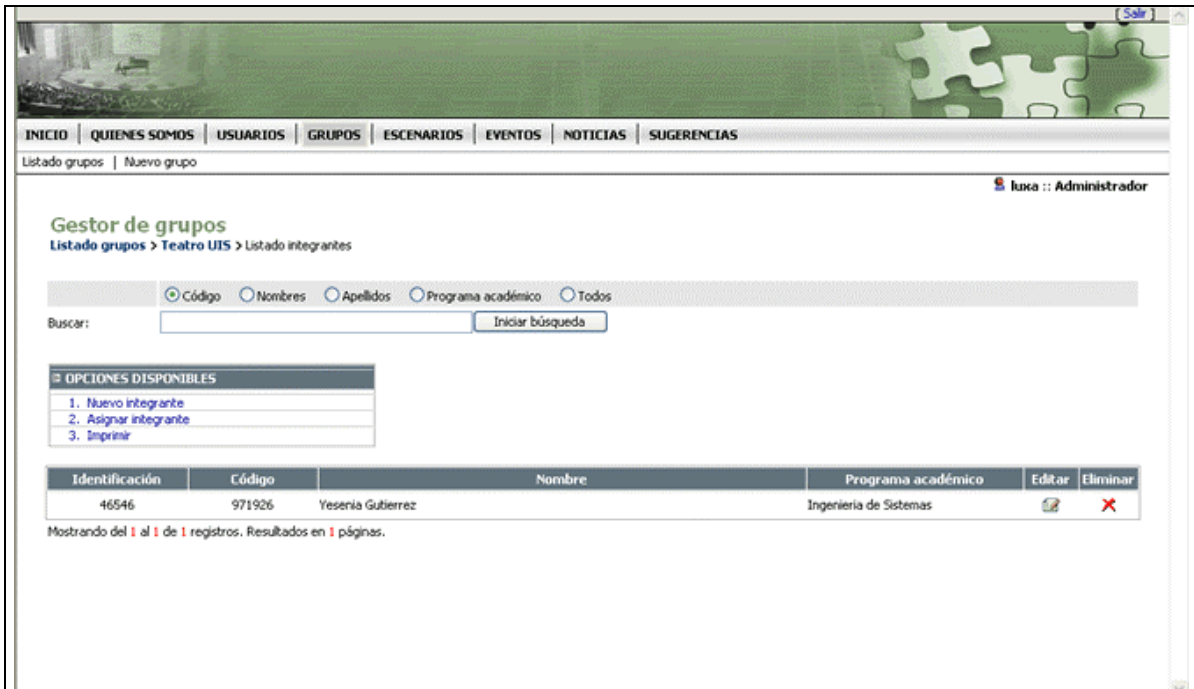 [ Salir ]
INICIO | QUIENES SOMOS | USUARIOS | GRUPOS | ESCENARIOS | EVENTOS | NOTICIAS | SUGERENCIAS
Listado grupos | Nuevo grupo
luxa :: Administrador
Gestor de grupos
Listado grupos > Teatro UIS > Listado integrantes
Código Nombres Apellidos Programa académico Todos
Buscar: Iniciar búsqueda
OPCIONES DISPONIBLES
1. Nuevo integrante
2. Asignar integrante
3. Imprimir
Identificación Código Nombre Programa académico Editar Eliminar
46546 971926 Yesenia Gutierrez Ingenieria de Sistemas
Mostrando del 1 al 1 de 1 registros. Resultados en 1 páginas.